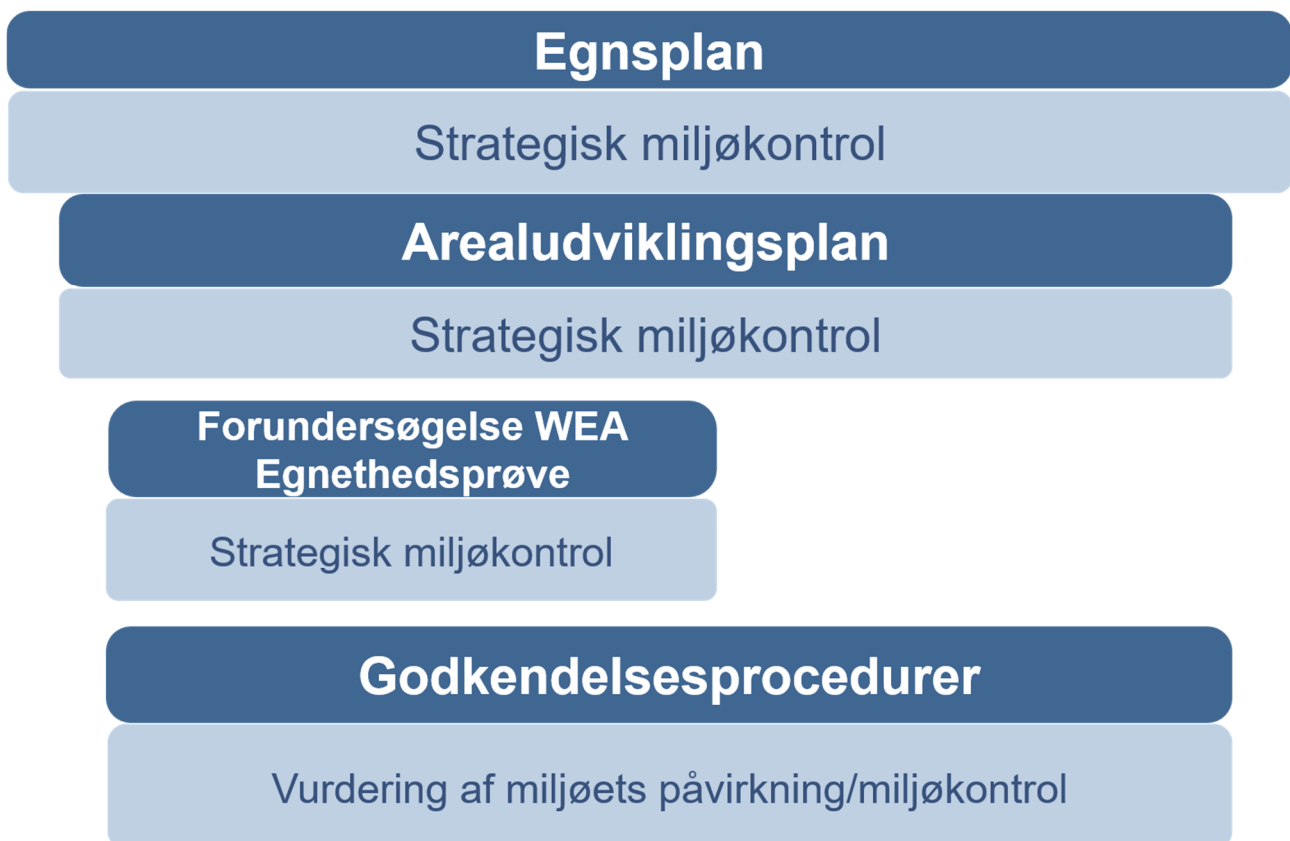 Egnsplan
Strategisk miljøkontrol
Arealudviklingsplan
Strategisk miljøkontrol
Forundersøgelse WEA
Egnethedsprøve
Strategisk miljøkontrol
Godkendelsesprocedurer
Vurdering af miljøets påvirkning/miljøkontrol